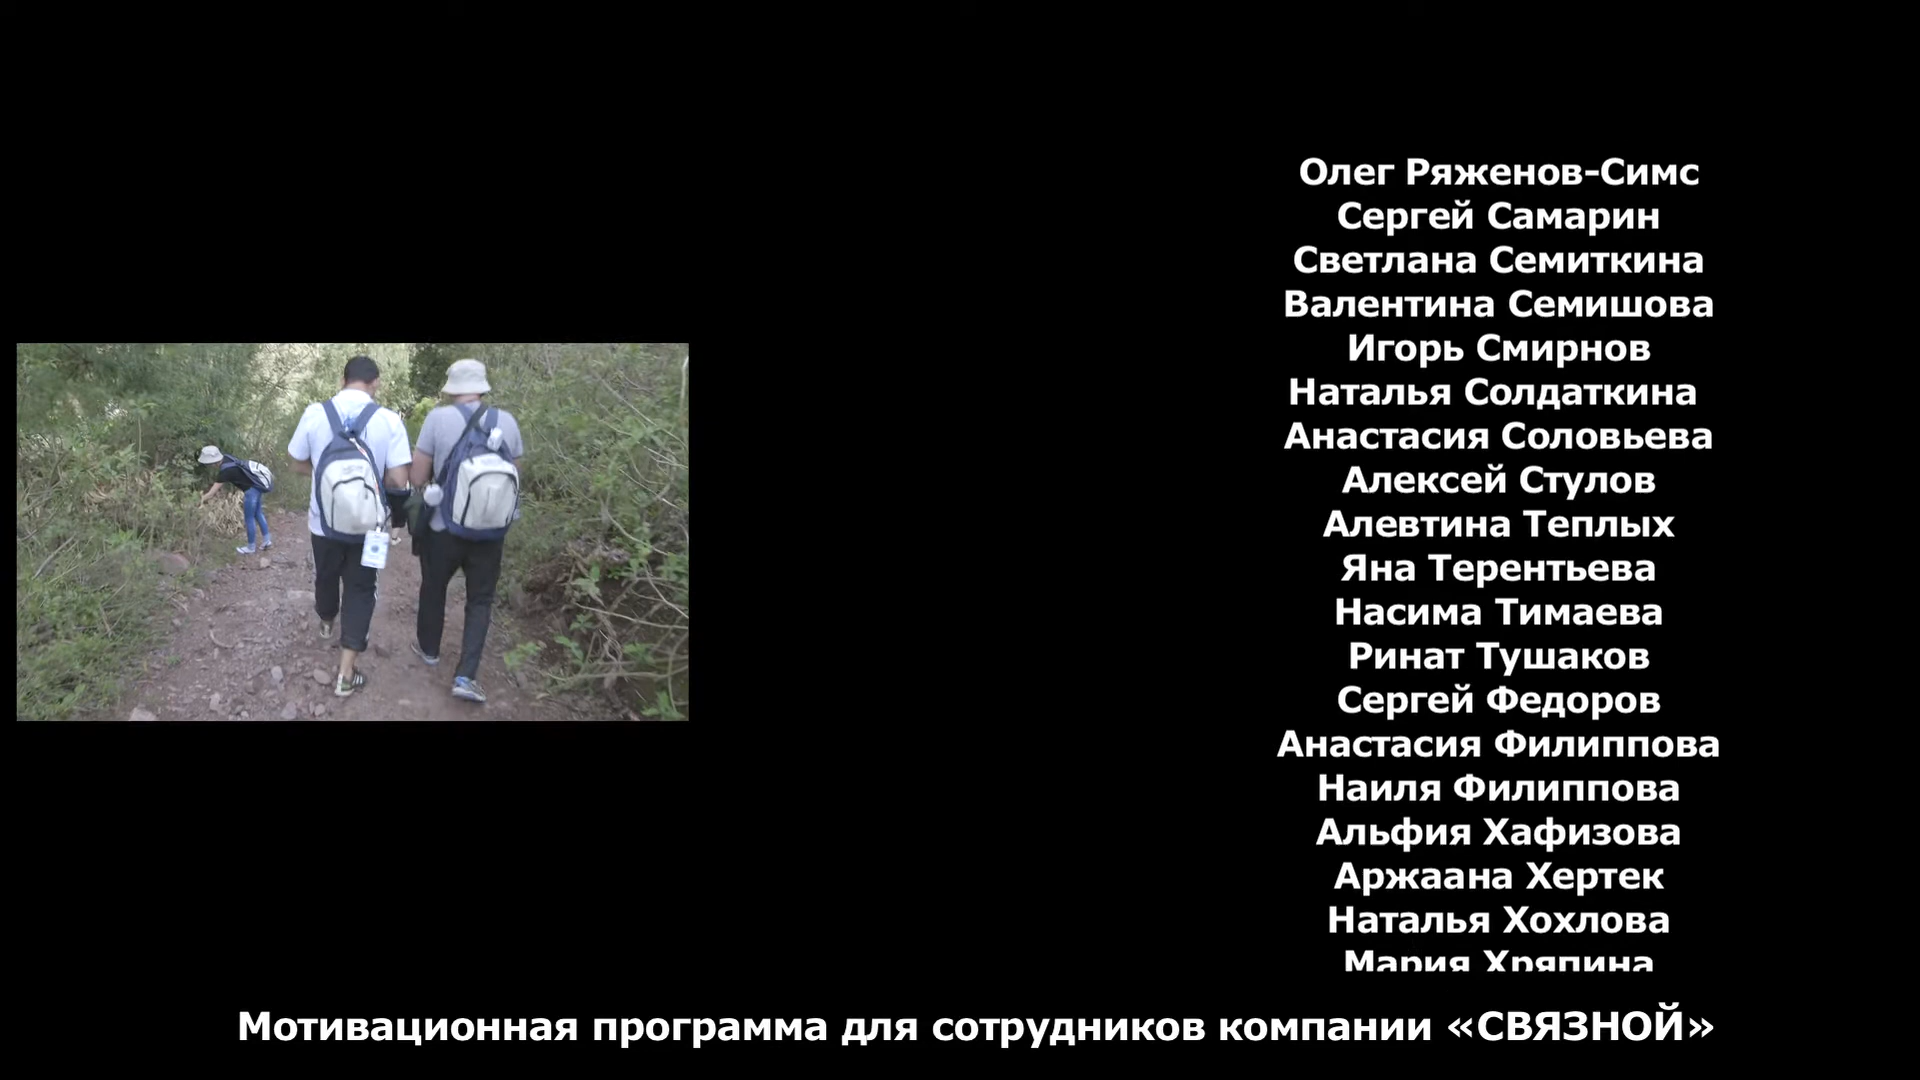 Олег Ряженов-Симс
Сергей Самарин
Светлана Семиткина
Валентина Семишова
Игорь Смирнов
Наталья Солдаткина
Анастасия Соловьева
Алексей Стулов
Алевтина Теплых
Яна Терентьева
Насима Тимаева
Ринат Тушаков
Сергей Федоров
Анастасия Филиппова
Наиля Филиппова
Альфия Хафизова
Аржаана Хертек
Наталья Хохлова
Мария Хряпина
Мотивационная программа для сотрудников компании «СВЯЗНОЙ»